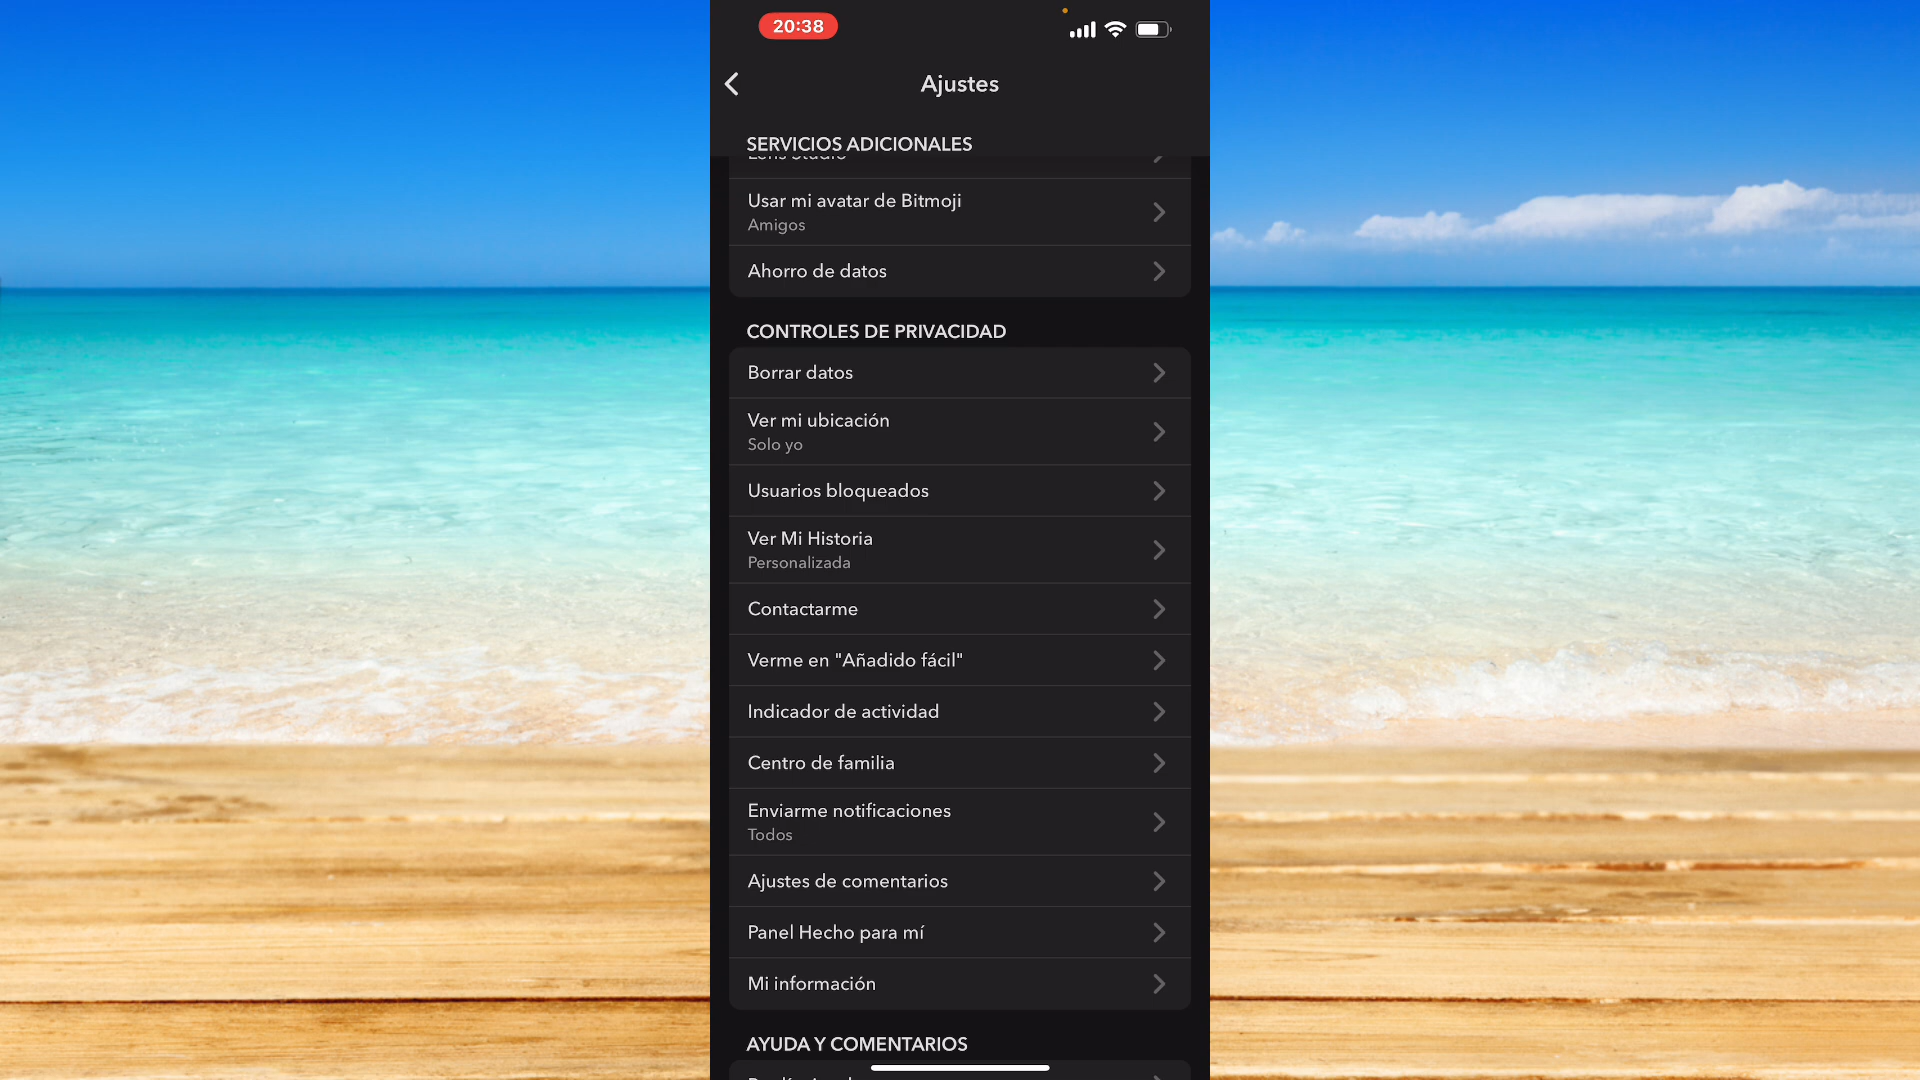 20:38
Ajustes
SERVICIOS ADICIONALES
Lens Studio
Usar mi avatar de Bitmoji
Amigos
Ahorro de datos
CONTROLES DE PRIVACIDAD
Borrar datos
Ver mi ubicación
Solo yo
Usuarios bloqueados
Ver Mi Historia
Personalizada
Contactarme
Verme en "Añadido fácil"
Indicador de actividad
Centro de familia
Enviarme notificaciones
Todos
Ajustes de comentarios
Panel Hecho para mí
Mi información
AYUDA Y COMENTARIOS